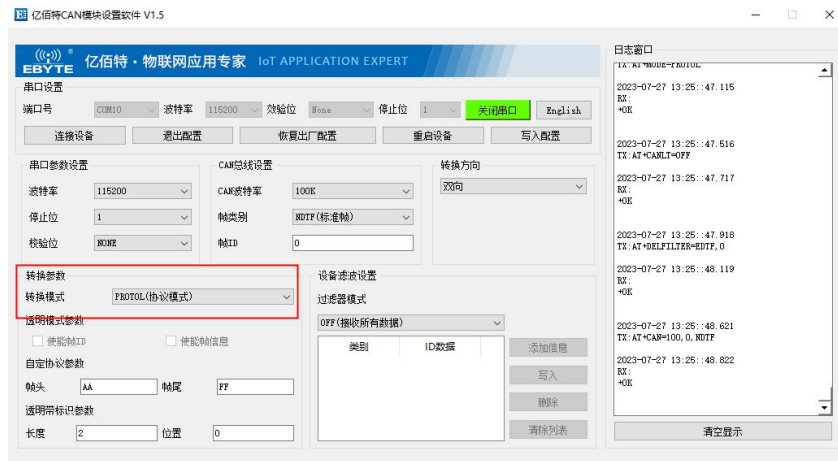 亿佰特CAN模块设置软件 V1.5
((•)) ®
EBYTE
亿佰特·物联网应用专家 IoT APPLICATION EXPERT
串口设置
端口号 COM10 波特率 115200 效验位 None 停止位 1 关闭串口 English
连接设备 退出配置 恢复出厂配置 重启设备 写入配置
串口参数设置
波特率 115200
停止位 1
校验位 NONE
CAN总线设置
CAN波特率 100K
帧类别 NDTF(标准帧)
帧ID 0
转换方向
双向
转换参数
转换模式 PROTOL(协议模式)
透明模式参数
使能帧ID 使能帧信息
自定协议参数
帧头 AA 帧尾 FF
透明带标识参数
长度 2 位置 0
设备滤波设置
过滤器模式
OFF(接收所有数据)
类别 ID数据
添加信息
写入
删除
清除列表
日志窗口
TX:AT+MODE=PROTOL
2023-07-27 13:25::47.115
RX:
+OK
2023-07-27 13:25::47.516
TX:AT+CANLT=OFF
2023-07-27 13:25::47.717
RX:
+OK
2023-07-27 13:25::47.918
TX:AT+DELFILTER=EDTF,0
2023-07-27 13:25::48.119
RX:
+OK
2023-07-27 13:25::48.621
TX:AT+CAN=100,0,NDTF
2023-07-27 13:25::48.822
RX:
+OK
清空显示